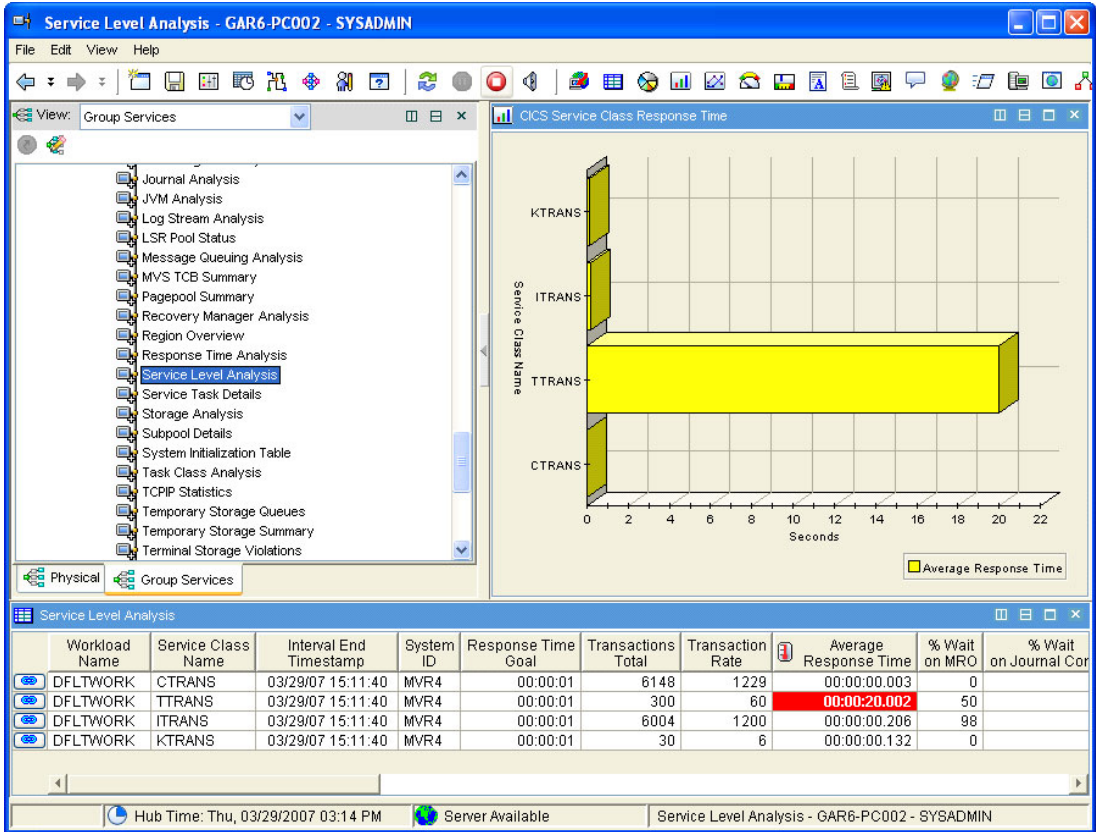 Service Level Analysis - GAR6-PC002 - SYSADMIN
File Edit View Help
View: Group Services
Journal Analysis
JVM Analysis
Log Stream Analysis
LSR Pool Status
Message Queuing Analysis
MVS TCB Summary
Pagepool Summary
Recovery Manager Analysis
Region Overview
Response Time Analysis
Service Level Analysis
Service Task Details
Storage Analysis
Subpool Details
System Initialization Table
Task Class Analysis
TCPIP Statistics
Temporary Storage Queues
Temporary Storage Summary
Terminal Storage Violations
Physical Group Services
CICS Service Class Response Time
Service Class Name
KTRANS
ITRANS
TTRANS
CTRANS
0 2 4 6 8 10 12 14 16 18 20 22
Seconds
Average Response Time
Service Level Analysis
Workload Name Service Class Name Interval End Timestamp System ID Response Time Goal Transactions Total Transaction Rate Average Response Time % Wait on MRO % Wait on Journal Cor
DFLTWORK CTRANS 03/29/07 15:11:40 MVR4 00:00:01 6148 1229 00:00:00.003 0
DFLTWORK TTRANS 03/29/07 15:11:40 MVR4 00:00:01 300 60 00:00:20.002 50
DFLTWORK ITRANS 03/29/07 15:11:40 MVR4 00:00:01 6004 1200 00:00:00.206 98
DFLTWORK KTRANS 03/29/07 15:11:40 MVR4 00:00:01 30 6 00:00:00.132 0
Hub Time: Thu, 03/29/2007 03:14 PM Server Available Service Level Analysis - GAR6-PC002 - SYSADMIN